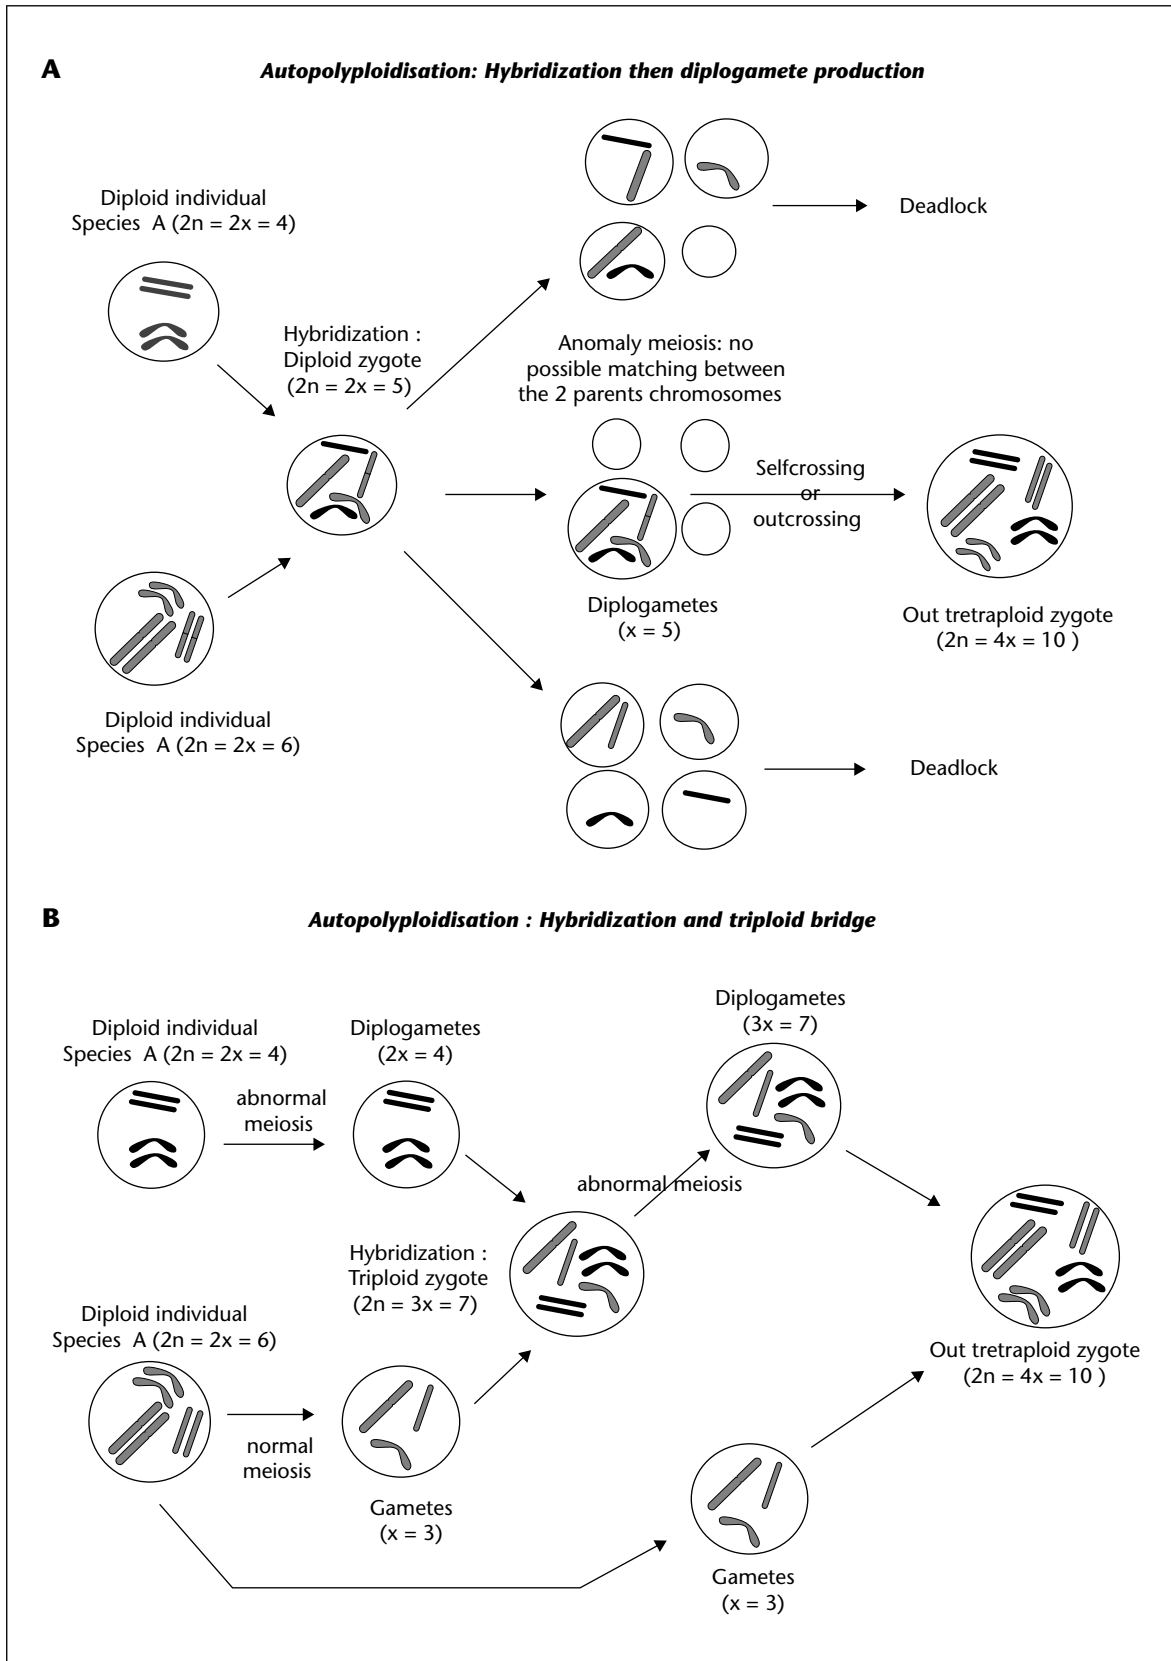 A
Autopolyploidisation: Hybridization then diplogamete production
Diploid individual
Species A (2n = 2x = 4)
Hybridization :
Diploid zygote
(2n = 2x = 5)
Deadlock
Anomaly meiosis: no
possible matching between
the 2 parents chromosomes
Selfcrossing
or
outcrossing
Diplogametes
(x = 5)
Out tretraploid zygote
(2n = 4x = 10 )
Diploid individual
Species A (2n = 2x = 6)
Deadlock
B
Autopolyploidisation : Hybridization and triploid bridge
Diploid individual
Species A (2n = 2x = 4)
abnormal
meiosis
Diplogametes
(2x = 4)
Diplogametes
(3x = 7)
abnormal meiosis
Hybridization :
Triploid zygote
(2n = 3x = 7)
Diploid individual
Species A (2n = 2x = 6)
normal
meiosis
Gametes
(x = 3)
Out tretraploid zygote
(2n = 4x = 10 )
Gametes
(x = 3)